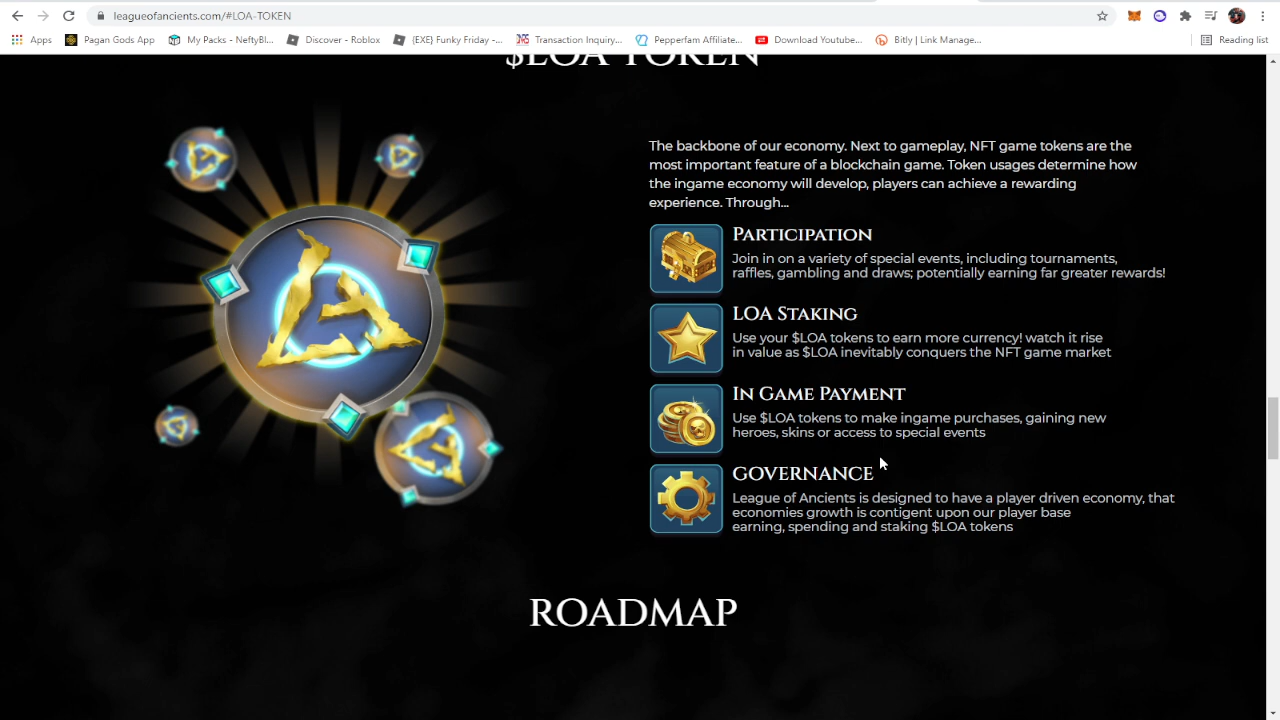 leagueofancients.com/#LOA-TOKEN
Apps
Pagan Gods App
My Packs - NeftyBl...
Discover - Roblox
{EXE} Funky Friday -...
Transaction Inquiry...
Pepperfam Affiliate...
Download Youtube...
Bitly | Link Manage...
Reading list
$LOA TOKEN
The backbone of our economy. Next to gameplay, NFT game tokens are the
most important feature of a blockchain game. Token usages determine how
the ingame economy will develop, players can achieve a rewarding
experience. Through...
PARTICIPATION
Join in on a variety of special events, including tournaments,
raffles, gambling and draws; potentially earning far greater rewards!
LOA STAKING
Use your $LOA tokens to earn more currency! watch it rise
in value as $LOA inevitably conquers the NFT game market
IN GAME PAYMENT
Use $LOA tokens to make ingame purchases, gaining new
heroes, skins or access to special events
GOVERNANCE
League of Ancients is designed to have a player driven economy, that
economies growth is contigent upon our player base
earning, spending and staking $LOA tokens
ROADMAP